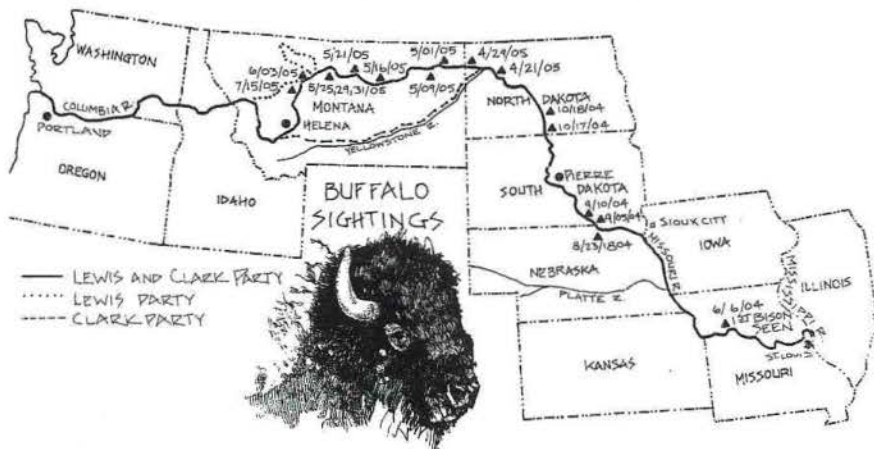 WASHINGTON
COLUMBIA R.
PORTLAND
OREGON
IDAHO
MONTANA
HELENA
YELLOWSTONE R.
7/15/05
6/03/05
5/21/05
5/25,29,31/05
5/16/05
5/01/05
5/09/05
4/29/05
4/21/05
NORTH DAKOTA
10/18/04
10/17/04
PIERRE
SOUTH DAKOTA
9/10/04
9/05/04
8/23/1804
SIOUX CITY
IOWA
MISSOURI R.
NEBRASKA
PLATTE R.
MISSISSIPPI R.
ILLINOIS
6/6/04
1ST BISON
SEEN
ST. LOUIS
KANSAS
MISSOURI
BUFFALO
SIGHTINGS
LEWIS AND CLARK PARTY
LEWIS PARTY
CLARK PARTY